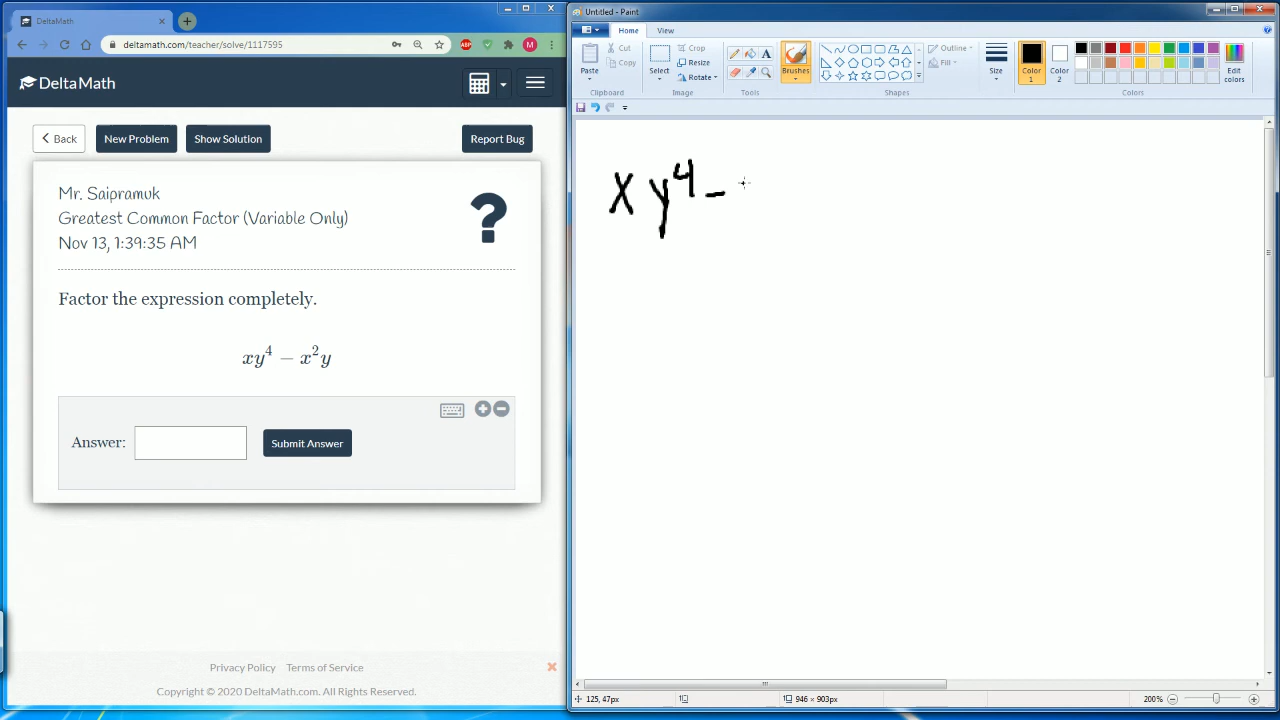 DeltaMath
Untitled - Paint
deltamath.com/teacher/solve/1117595
ABP
M
Home
View
Paste
Cut
Copy
Select
Crop
Resize
Rotate
Brushes
Outline
Fill
Size
Color
1
Color
2
Edit
colors
Clipboard
Image
Tools
Shapes
Colors
DeltaMath
Back
New Problem
Show Solution
Report Bug
Mr. Saipramuk
Greatest Common Factor (Variable Only)
Nov 13, 1:39:35 AM
?
Factor the expression completely.
xy⁴ − x²y
Answer:
Submit Answer
Privacy Policy
Terms of Service
Copyright © 2020 DeltaMath.com. All Rights Reserved.
x y⁴ −
125, 47px
946 × 903px
200%